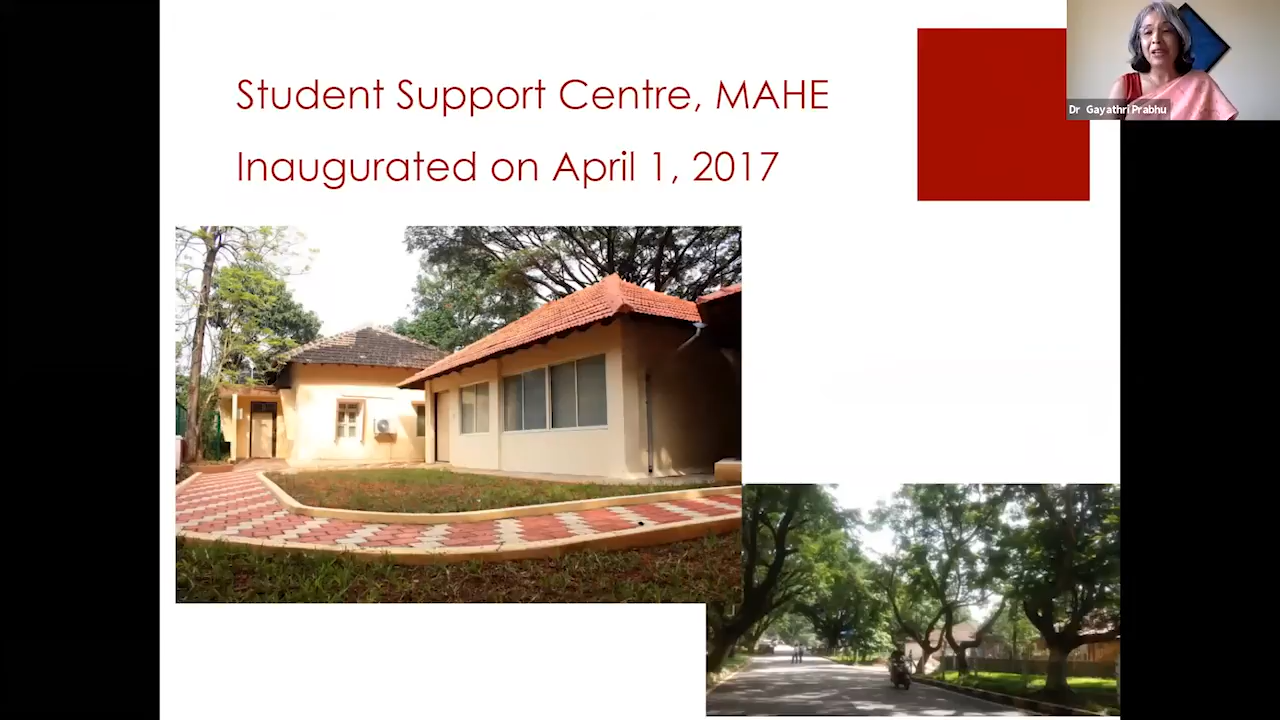 Student Support Centre, MAHE
Inaugurated on April 1, 2017
Dr Gayathri Prabhu